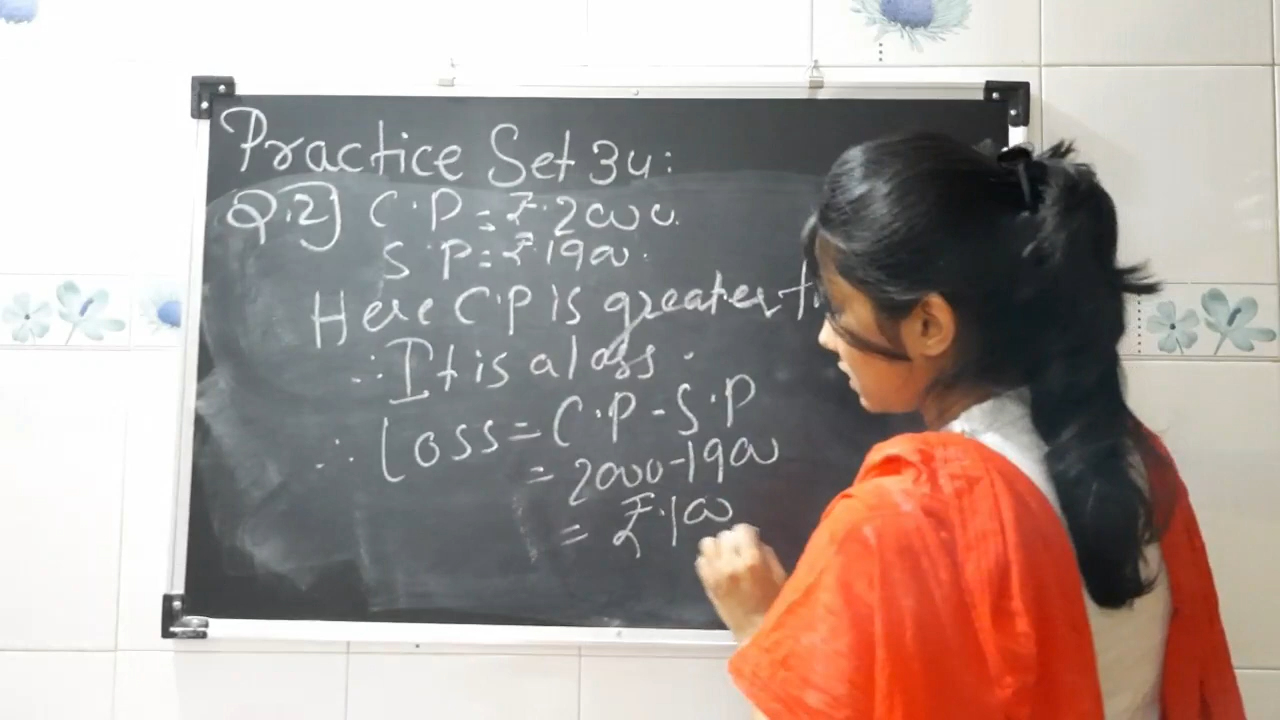 Practice Set 34:
Q.2] C.P = ₹.2000.
S.P = ₹.1900.
Here C.P is greater
∴ It is a loss.
∴ Loss = C.P - S.P
= 2000-1900
= ₹.100